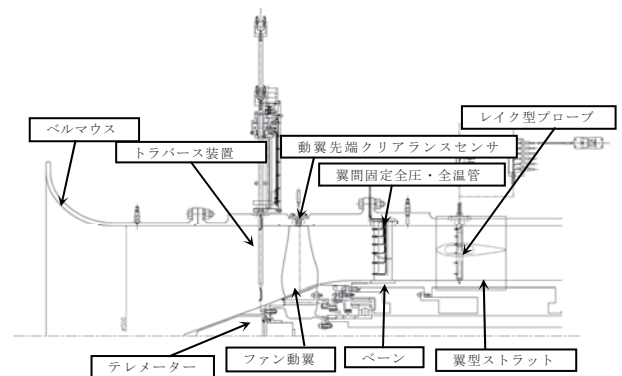 レイク型プローブ
ベルマウス
トラバース装置
動翼先端クリアランスセンサ
翼間固定全圧・全温管
テレメーター
ファン動翼
ベーン
翼型ストラット